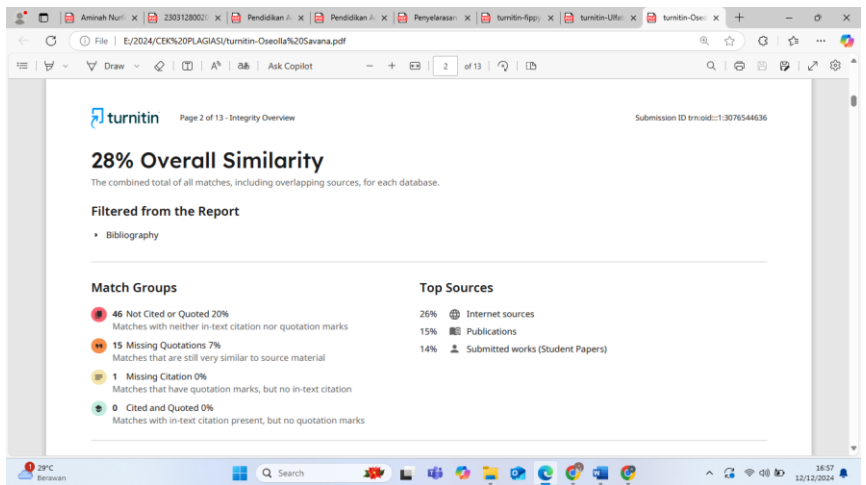 Aminah Nurl
23031280020
Pendidikan A
Pendidikan A
Penyelarasan
turnitin-fippy
turnitin-Ulfat
turnitin-Oseo
File
E:/2024/CEK%20PLAGIASI/turnitin-Oseolla%20Savana.pdf
Draw
Ask Copilot
2
of 13
turnitin
Page 2 of 13 - Integrity Overview
Submission ID trn:oid:::1:3076544636
28% Overall Similarity
The combined total of all matches, including overlapping sources, for each database.
Filtered from the Report
Bibliography
Match Groups
46 Not Cited or Quoted 20%
Matches with neither in-text citation nor quotation marks
15 Missing Quotations 7%
Matches that are still very similar to source material
1 Missing Citation 0%
Matches that have quotation marks, but no in-text citation
0 Cited and Quoted 0%
Matches with in-text citation present, but no quotation marks
Top Sources
26% Internet sources
15% Publications
14% Submitted works (Student Papers)
1
29°C
Berawan
Search
16:57
12/12/2024